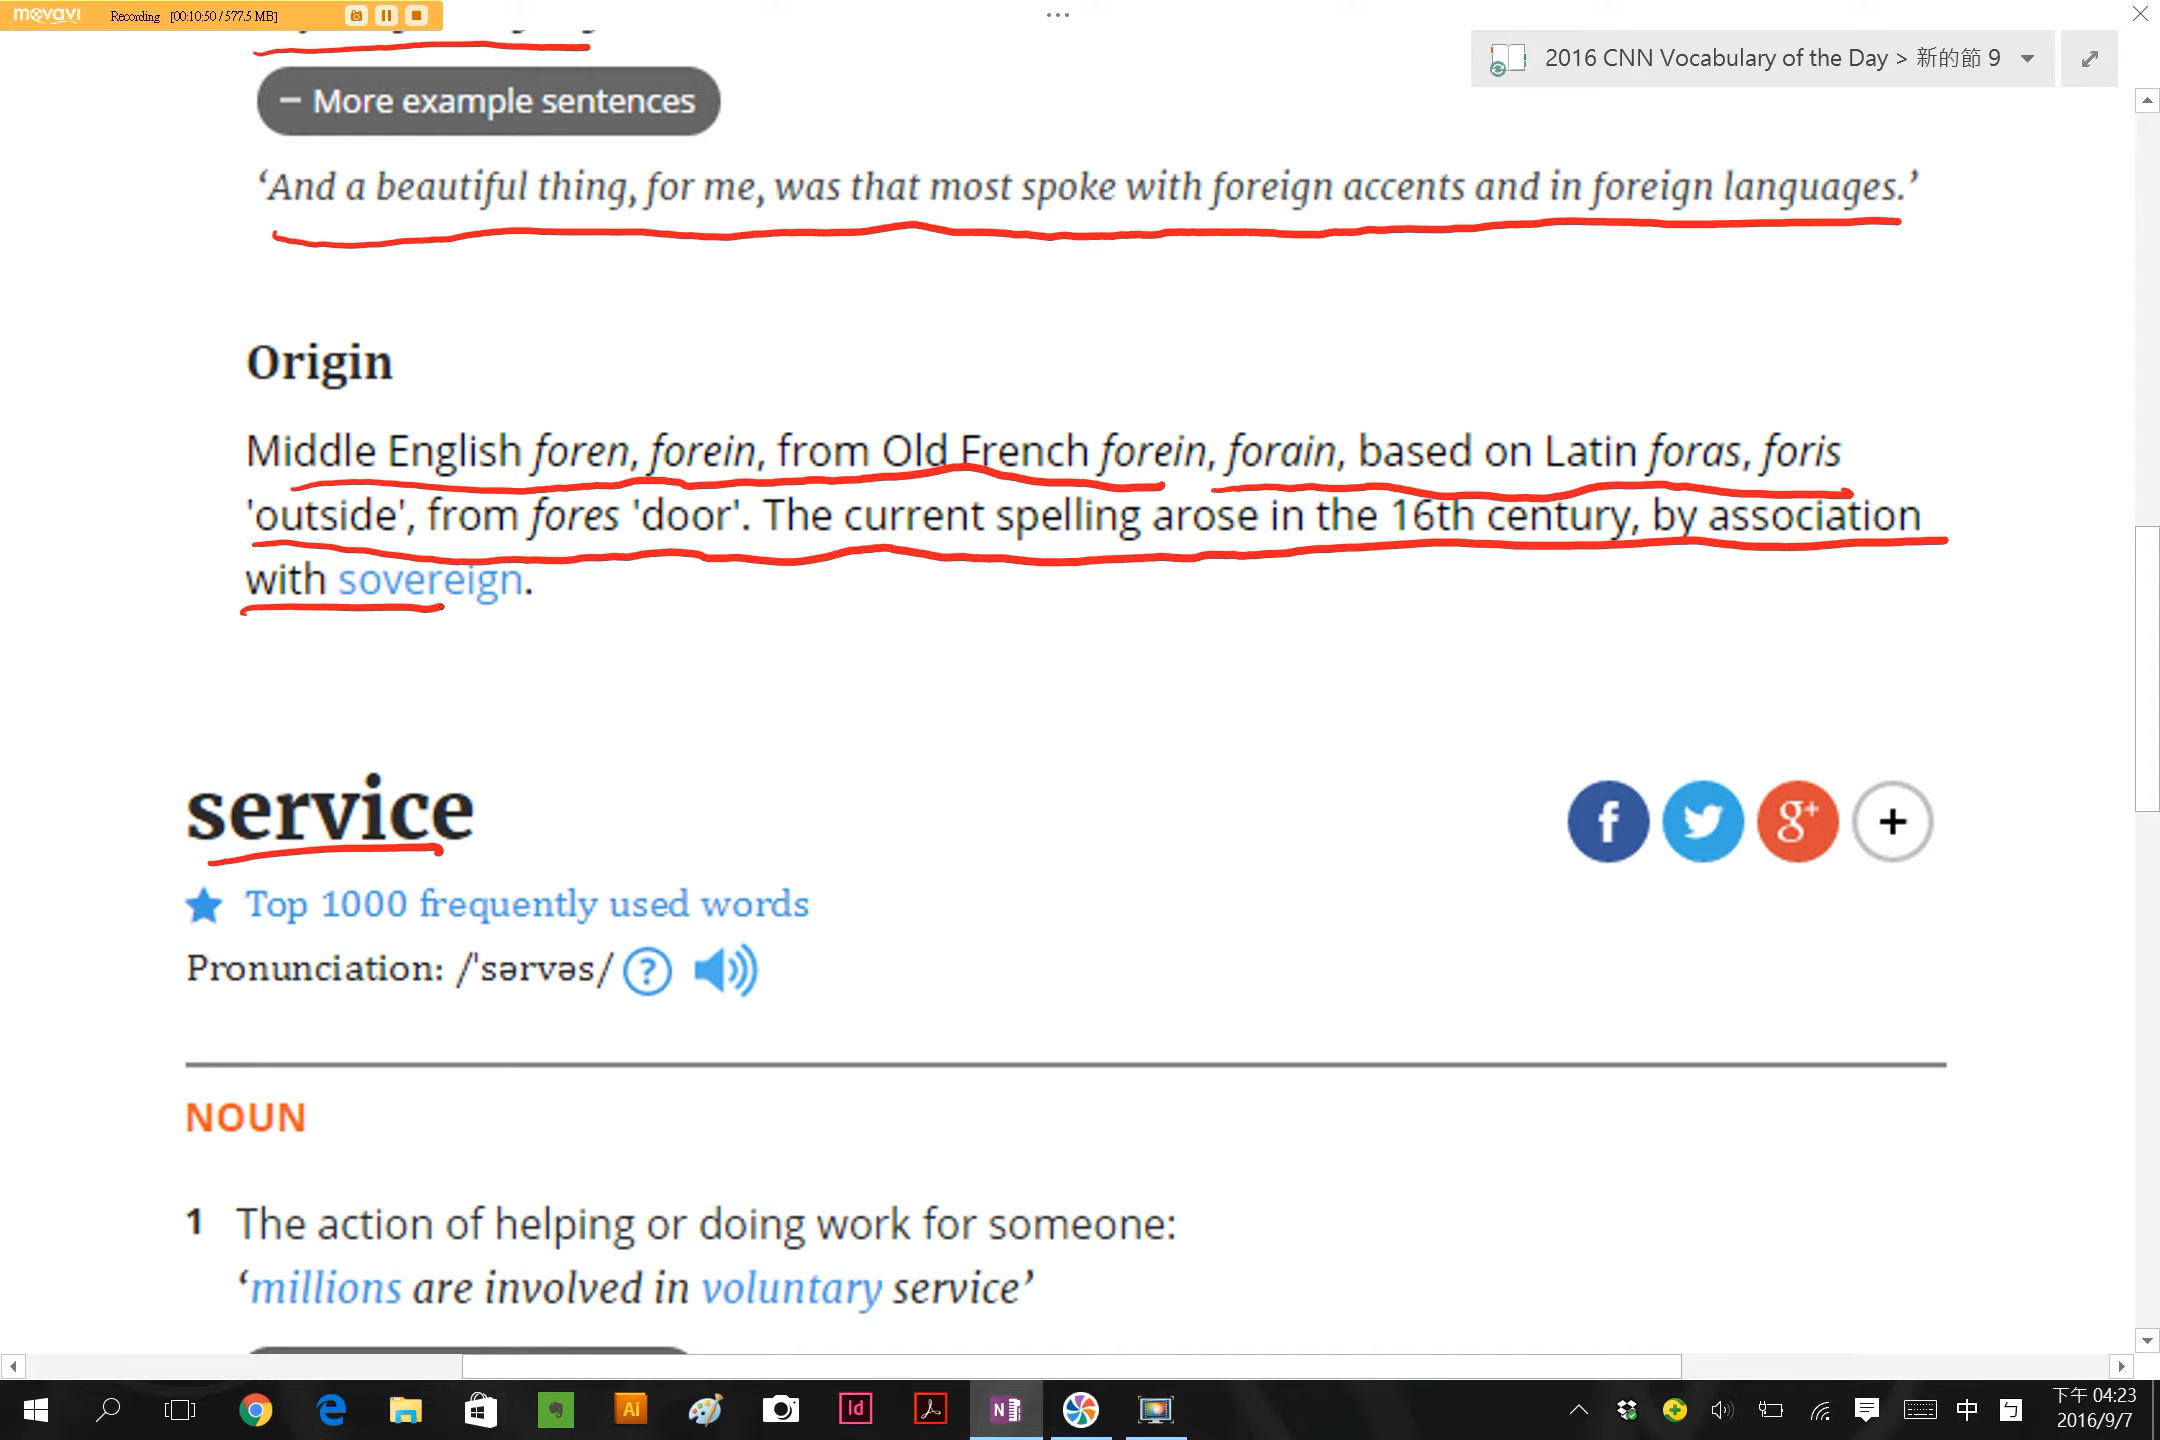 movavi Recording [00:10:50 / 577.5 MB]
2016 CNN Vocabulary of the Day > 新的節 9
− More example sentences
‘And a beautiful thing, for me, was that most spoke with foreign accents and in foreign languages.’
Origin
Middle English foren, forein, from Old French forein, forain, based on Latin foras, foris
'outside', from fores 'door'. The current spelling arose in the 16th century, by association
with sovereign.
service
f g+ +
Top 1000 frequently used words
Pronunciation: /ˈsərvəs/ ?
NOUN
1 The action of helping or doing work for someone:
‘millions are involved in voluntary service’
Ai Id N 中 ㄅ
下午 04:23
2016/9/7